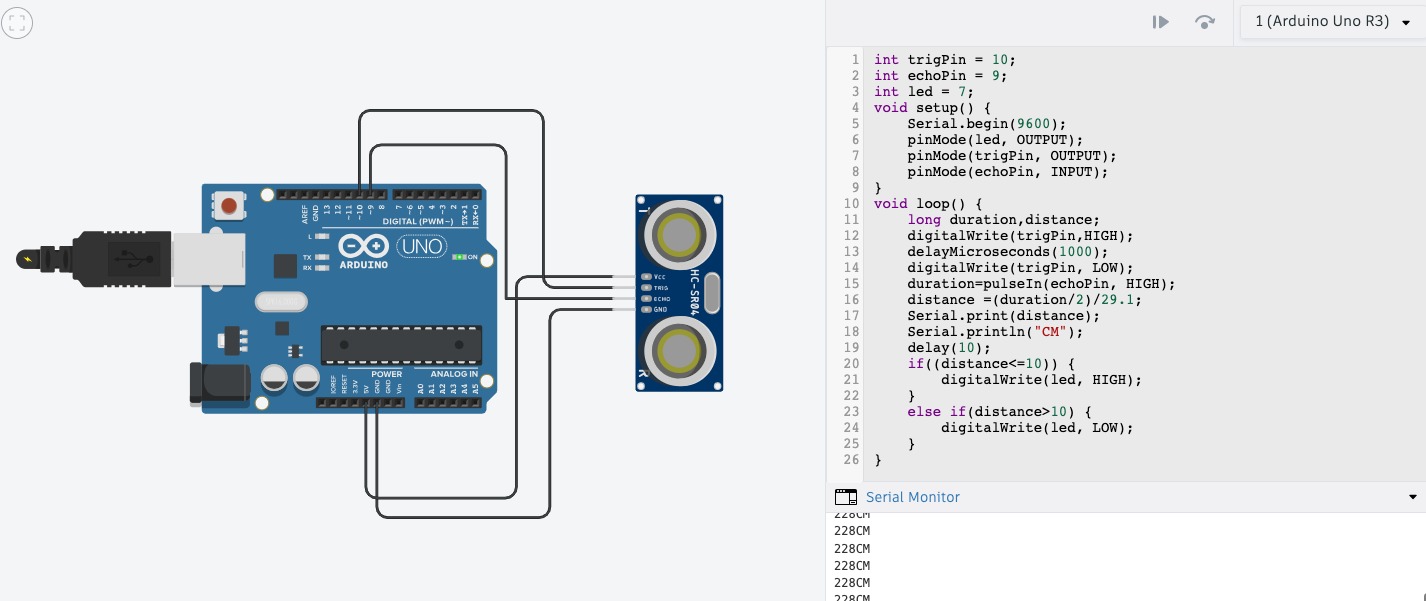 1 (Arduino Uno R3)
1 int trigPin = 10;
2 int echoPin = 9;
3 int led = 7;
4 void setup() {
5     Serial.begin(9600);
6     pinMode(led, OUTPUT);
7     pinMode(trigPin, OUTPUT);
8     pinMode(echoPin, INPUT);
9 }
10 void loop() {
11     long duration,distance;
12     digitalWrite(trigPin,HIGH);
13     delayMicroseconds(1000);
14     digitalWrite(trigPin, LOW);
15     duration=pulseIn(echoPin, HIGH);
16     distance =(duration/2)/29.1;
17     Serial.print(distance);
18     Serial.println("CM");
19     delay(10);
20     if((distance<=10)) {
21         digitalWrite(led, HIGH);
22     }
23     else if(distance>10) {
24         digitalWrite(led, LOW);
25     }
26 }
Serial Monitor
228CM
228CM
228CM
228CM
228CM
228CM
AREF GND 13 12 ~11 ~10 ~9 8 7 ~6 ~5 4 ~3 2 TX→1 RX←0
DIGITAL (PWM~)
L
TX
RX
UNO
ARDUINO
ON
POWER
ANALOG IN
IOREF RESET 3.3V 5V GND GND Vin A0 A1 A2 A3 A4 A5
T
Vcc
TRIG
ECHO
GND
HC-SR04
R